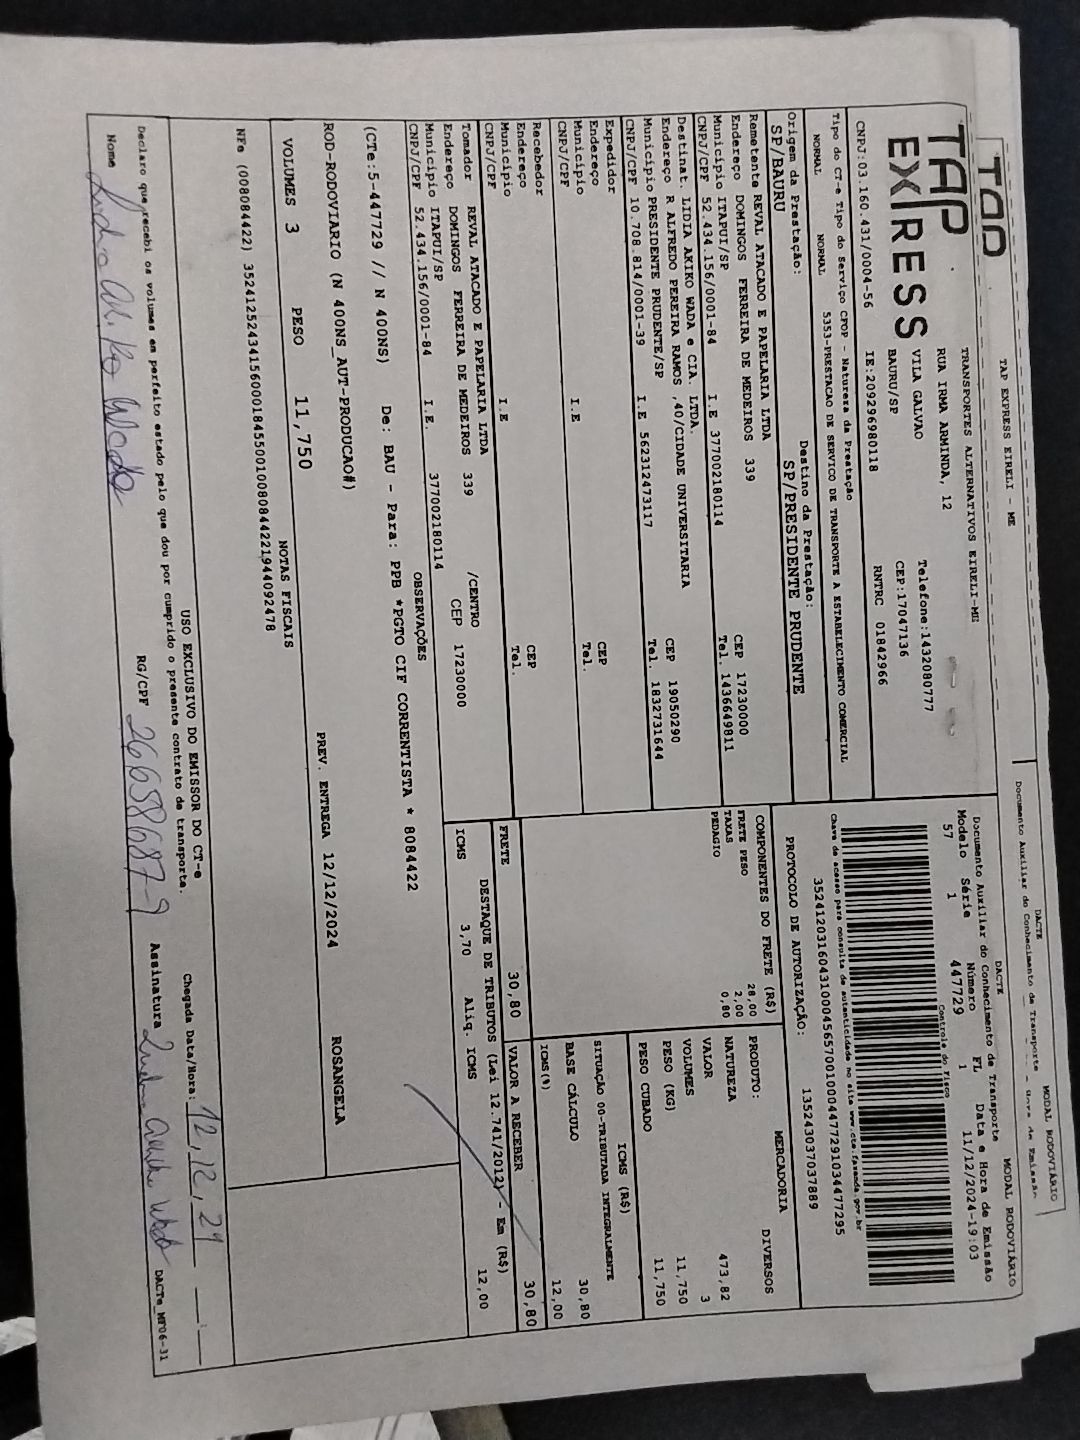 TAP EXPRESS EIRELI - ME
DACTE
MODAL RODOVIÁRIO
Documento Auxiliar do Conhecimento de Transporte
TAP
EXPRESS
TRANSPORTES ALTERNATIVOS EIRELI-ME
RUA IRMA ARMINDA, 12
VILA GALVAO
BAURU/SP
Telefone:1432080777
CEP:17047136
RNTRC 01842966
CNPJ:03.160.431/0004-56
IE:209296980118
DACTE
MODAL RODOVIÁRIO
Documento Auxiliar do Conhecimento de Transporte
Modelo Série Número FL Data e Hora de Emissão
57 1 447729 1 11/12/2024-19:03
Controle do Fisco
Chave de acesso para consulta de autenticidade no site www.cte.fazenda.gov.br
35241203160431000456570010004477291034477295
PROTOCOLO DE AUTORIZAÇÃO: 135243037037889
Tipo do CT-e Tipo do Serviço CFOP - Natureza da Prestação
NORMAL NORMAL 5353-PRESTACAO DE SERVICO DE TRANSPORTE A ESTABELECIMENTO COMERCIAL
Origem da Prestação: Destino da Prestação:
SP/BAURU SP/PRESIDENTE PRUDENTE
Remetente REVAL ATACADO E PAPELARIA LTDA
Endereço DOMINGOS FERREIRA DE MEDEIROS 339
Município ITAPUI/SP CEP 17230000
CNPJ/CPF 52.434.156/0001-84 I.E 377002180114 Tel. 1436649811
Destinat. LIDIA AKIKO WADA e CIA. LTDA.
Endereço R ALFREDO PEREIRA RAMOS ,40/CIDADE UNIVERSITARIA
Município PRESIDENTE PRUDENTE/SP CEP 19050290
CNPJ/CPF 10.708.814/0001-39 I.E 562312473117 Tel. 1832731644
Expedidor
Endereço
Município CEP
CNPJ/CPF I.E Tel.
Recebedor
Endereço
Município CEP
CNPJ/CPF I.E Tel.
Tomador REVAL ATACADO E PAPELARIA LTDA
Endereço DOMINGOS FERREIRA DE MEDEIROS 339 /CENTRO
Município ITAPUI/SP CEP 17230000
CNPJ/CPF 52.434.156/0001-84 I.E. 377002180114
COMPONENTES DO FRETE (R$)
FRETE PESO 28,00
TAXAS 2,00
PEDAGIO 0,80
FRETE 30,80
MERCADORIA
PRODUTO: DIVERSOS
NATUREZA
VALOR 473,82
VOLUMES 3
PESO (KG) 11,750
PESO CUBADO 11,750
ICMS (R$)
SITUAÇÃO 00-TRIBUTADA INTEGRALMENTE
BASE CÁLCULO 30,80
ICMS(%) 12,00
VALOR A RECEBER 30,80
DESTAQUE DE TRIBUTOS (Lei 12.741/2012) - Em (R$)
ICMS 3,70 Aliq. ICMS 12,00
OBSERVAÇÕES
(CTe:5-447729 // N 400NS) De: BAU - Para: PPB *PGTO CIF CORRENTISTA * 8084422
ROD-RODOVIARIO (N 400NS_AUT-PRODUCAO#)
PREV. ENTREGA 12/12/2024 ROSANGELA
VOLUMES 3 PESO 11,750
NOTAS FISCAIS
NFe (008084422) 35241252434156000184550010080844221944092478
USO EXCLUSIVO DO EMISSOR DO CT-e
Declaro que recebi os volumes em perfeito estado pelo que dou por cumprido o presente contrato de transporte.
Chegada Data/Hora: 12,12,24
Nome Lidia Akiko Wada RG/CPF 26658687-9 Assinatura Lidia Akiko Wada DACTe_MP06-31